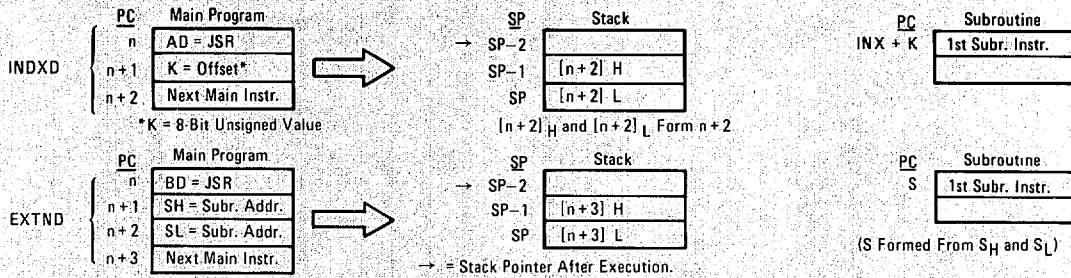 PC Main Program
n AD = JSR
INDXD n+1 K = Offset*
n+2 Next Main Instr.
*K = 8-Bit Unsigned Value
SP Stack
→ SP-2
SP-1 [n+2] H
SP [n+2] L
[n+2] H and [n+2] L Form n+2
PC Subroutine
INX + K 1st Subr. Instr.
PC Main Program
n BD = JSR
EXTND n+1 SH = Subr. Addr.
n+2 SL = Subr. Addr.
n+3 Next Main Instr.
SP Stack
→ SP-2
SP-1 [n+3] H
SP [n+3] L
→ = Stack Pointer After Execution.
PC Subroutine
S 1st Subr. Instr.
(S Formed From SH and SL)